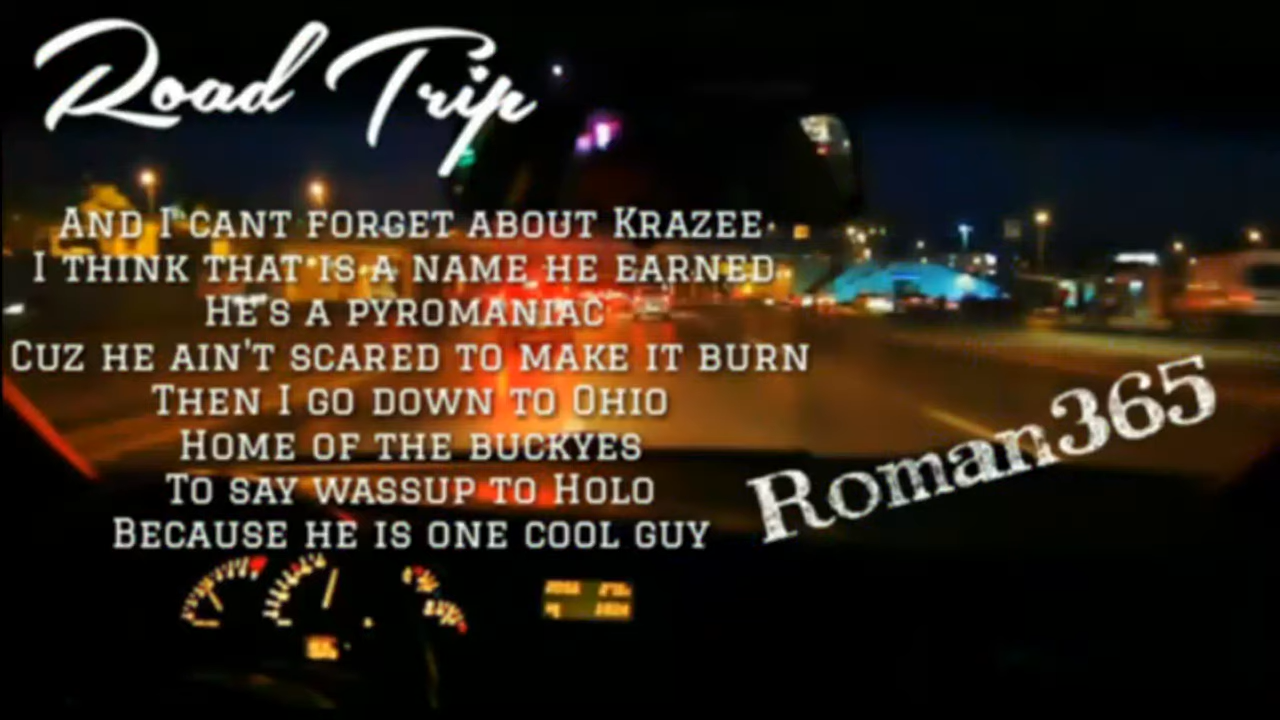 Road Trip
And I cant forget about Krazee
I think that is a name he earned
He's a pyromaniac
Cuz he ain't scared to make it burn
Then I go down to Ohio
Home of the buckyes
To say wassup to Holo
Because he is one cool guy
Roman365